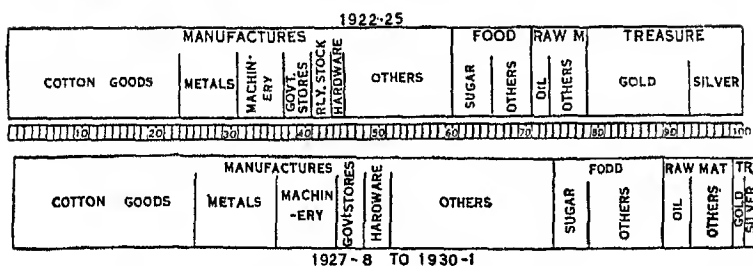 1922-25
MANUFACTURES FOOD RAW M. TREASURE
COTTON GOODS METALS MACHIN-ERY GOVT. STORES RLY. STOCK HARDWARE OTHERS SUGAR OTHERS OIL OTHERS GOLD SILVER
10 20 30 40 50 60 70 80 90 100
MANUFACTURES FODD RAW MAT TR
COTTON GOODS METALS MACHIN-ERY GOVT STORES HARDWARE OTHERS SUGAR OTHERS OIL OTHERS GOLD SILVER
1927-8 TO 1930-1